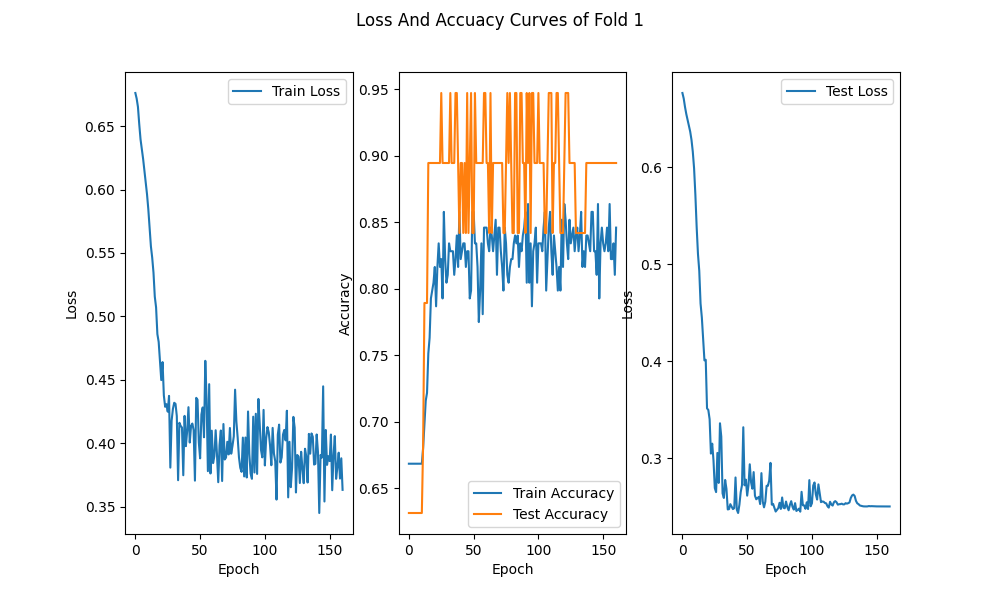 Loss And Accuacy Curves of Fold 1
Train Loss
0.65
0.60
0.55
0.50
0.45
0.40
0.35
Loss
0 50 100 150
Epoch
0.95
0.90
0.85
0.80
0.75
0.70
0.65
Accuracy
Train Accuracy
Test Accuracy
0 50 100 150
Epoch
Test Loss
0.6
0.5
0.4
0.3
Loss
0 50 100 150
Epoch